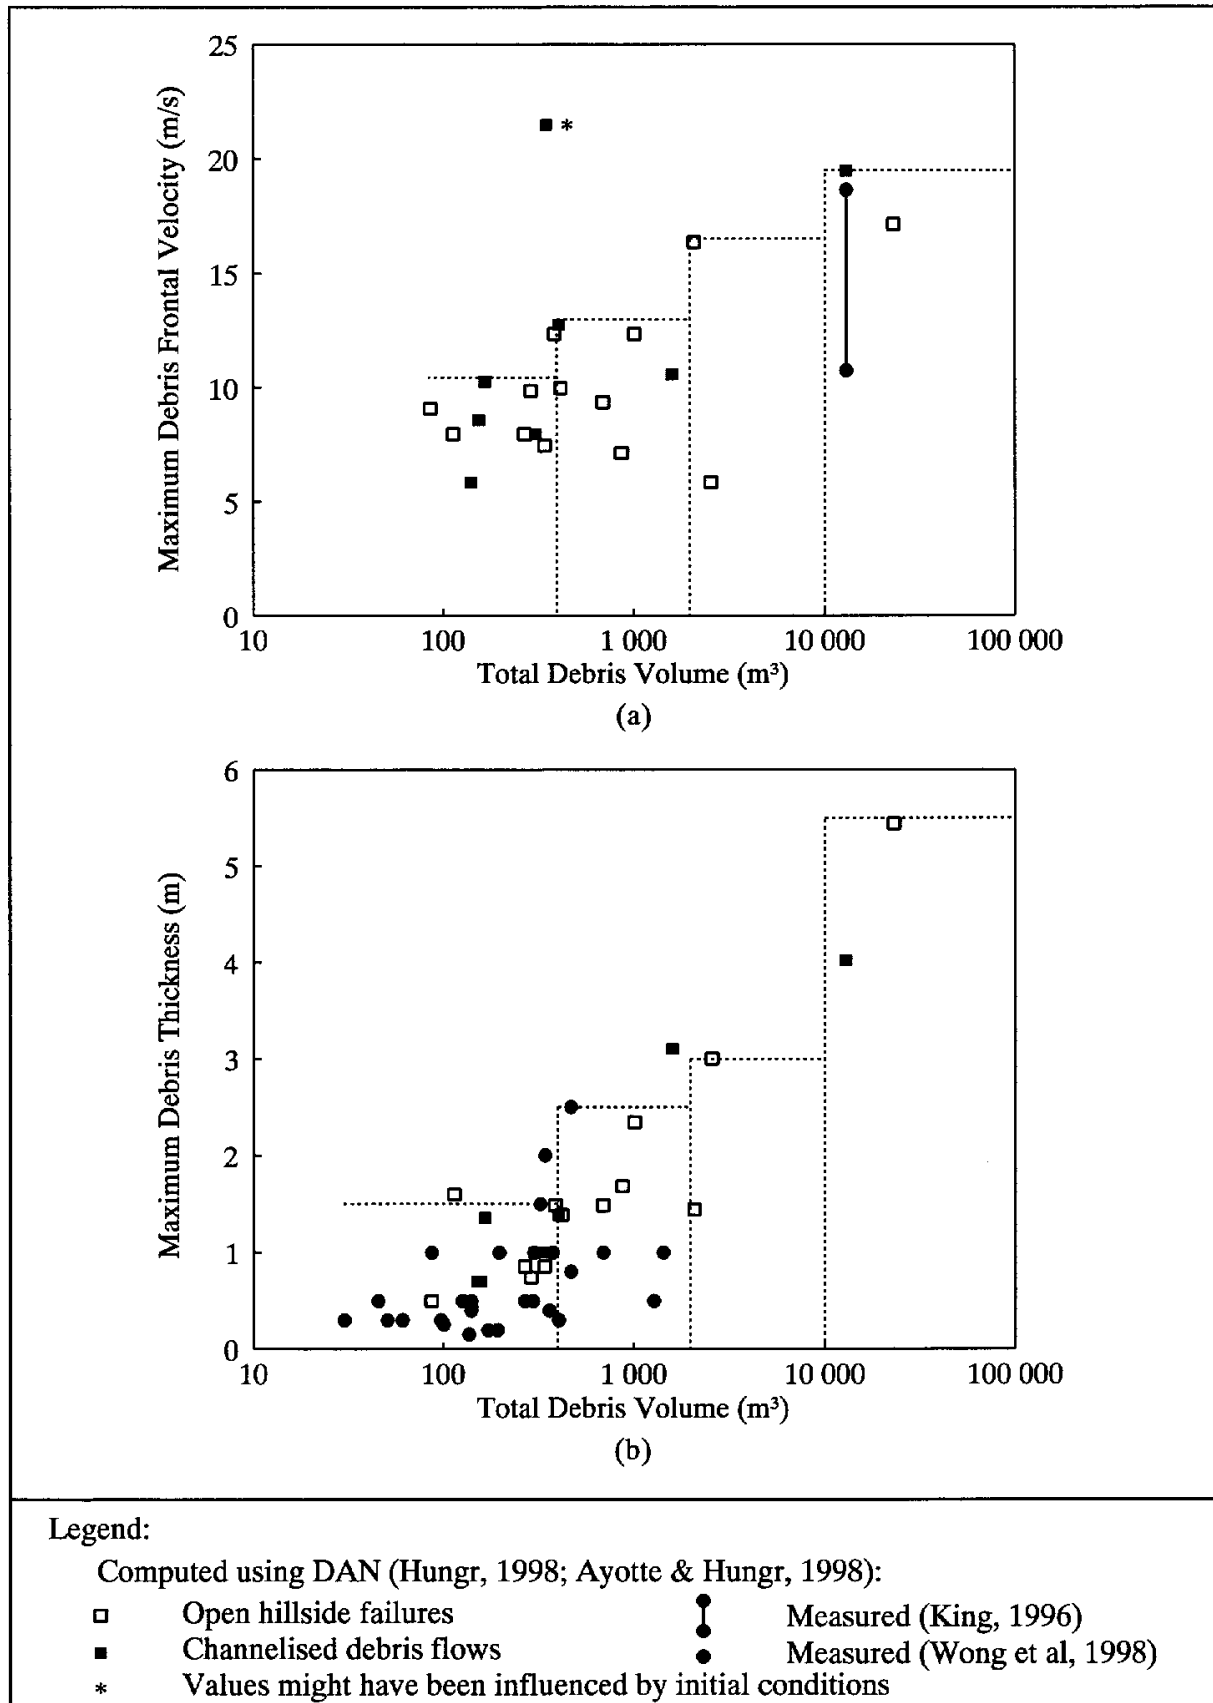 25
20
15
10
5
0
Maximum Debris Frontal Velocity (m/s)
*
10 100 1 000 10 000 100 000
Total Debris Volume (m³)
(a)
6
5
4
3
2
1
0
Maximum Debris Thickness (m)
10 100 1 000 10 000 100 000
Total Debris Volume (m³)
(b)
Legend:
Computed using DAN (Hungr, 1998; Ayotte & Hungr, 1998):
Open hillside failures
Measured (King, 1996)
Channelised debris flows
Measured (Wong et al, 1998)
* Values might have been influenced by initial conditions